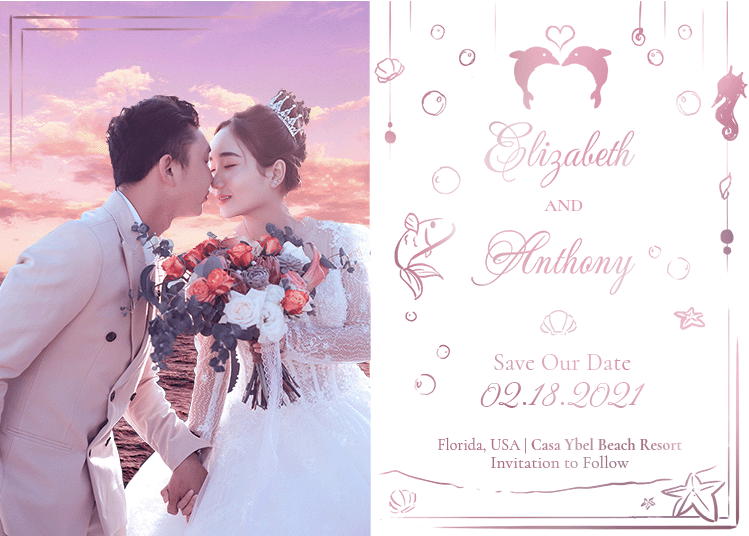 Elizabeth
AND
Anthony
Save Our Date
02.18.2021
Florida, USA | Casa Ybel Beach Resort
Invitation to Follow